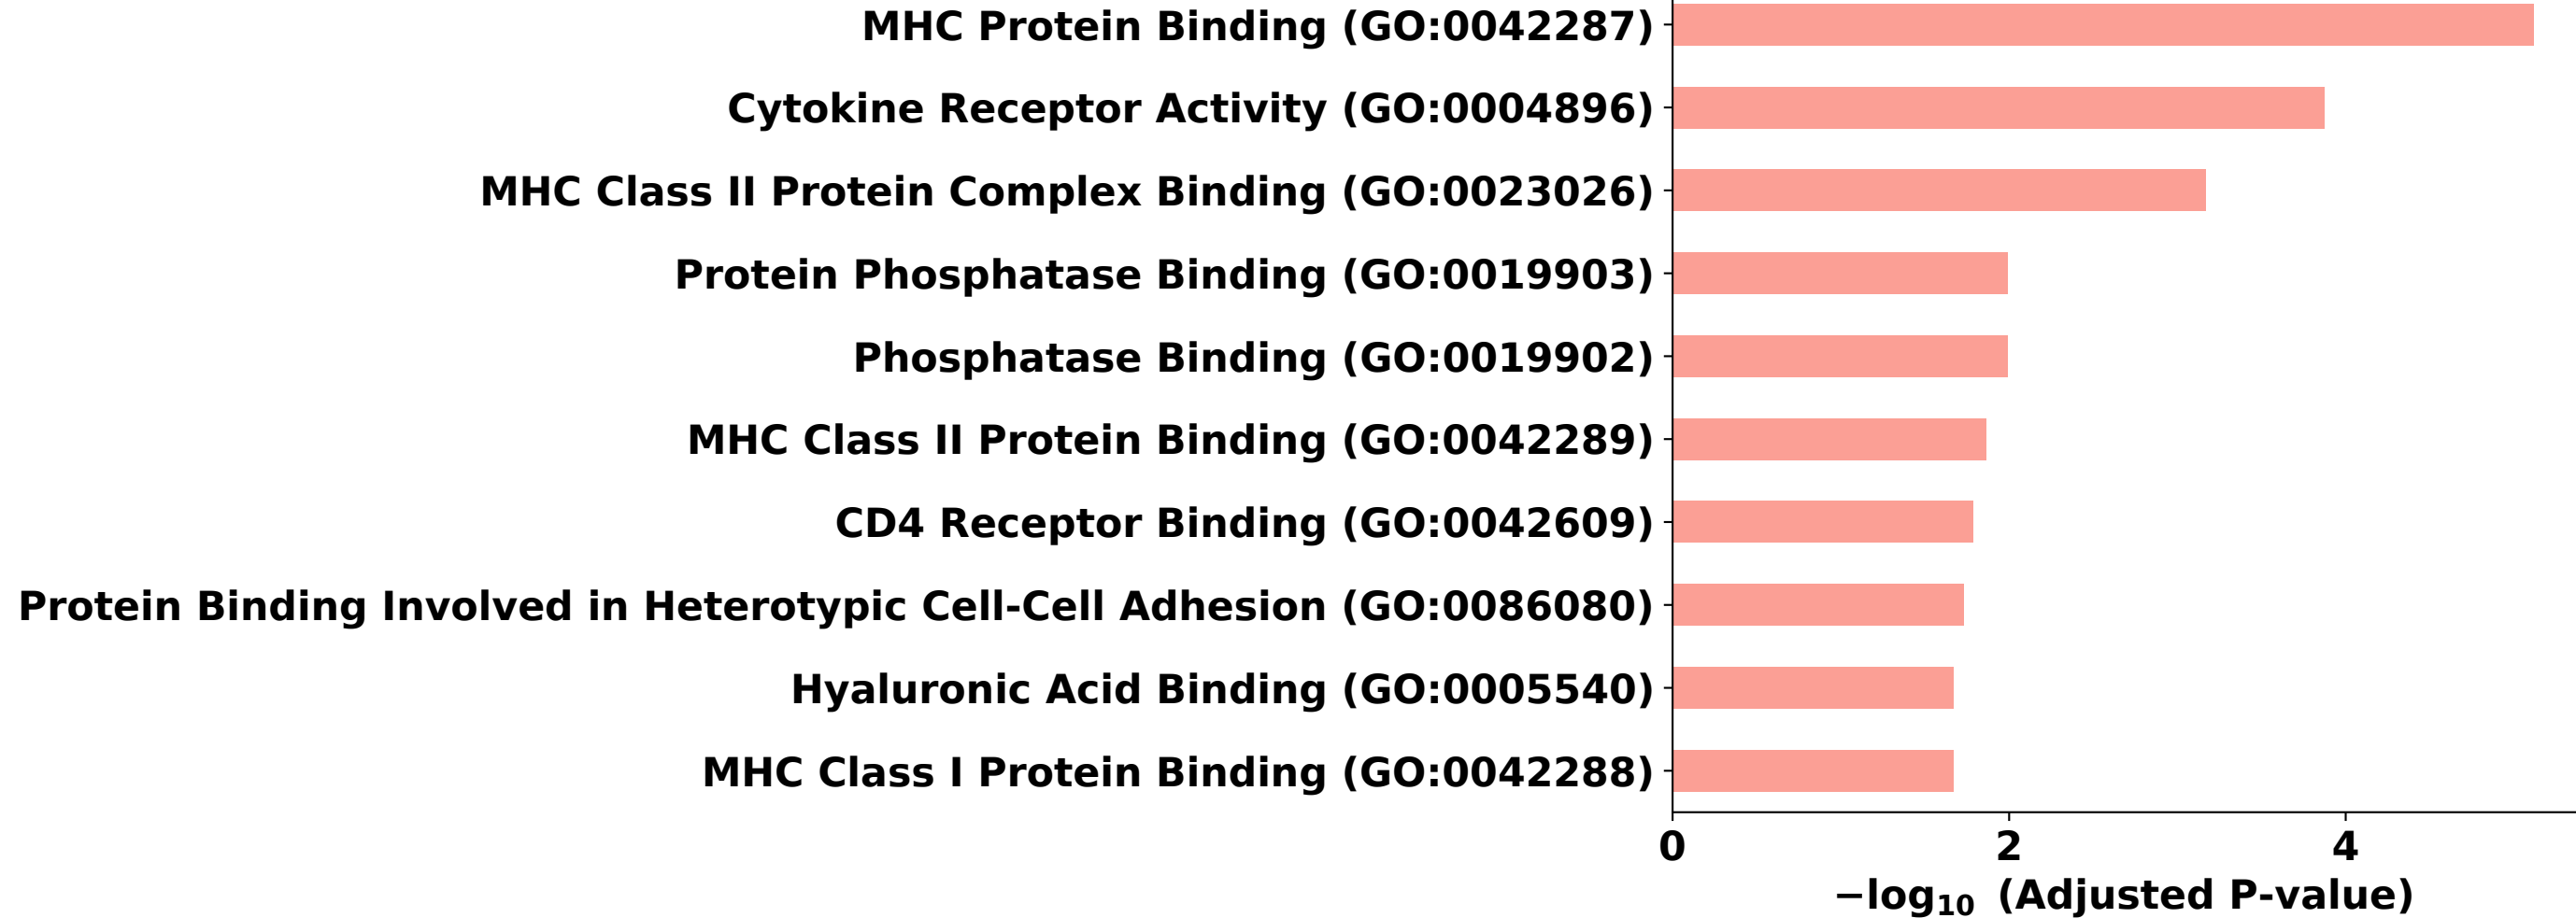 MHC Protein Binding (GO:0042287)
Cytokine Receptor Activity (GO:0004896)
MHC Class II Protein Complex Binding (GO:0023026)
Protein Phosphatase Binding (GO:0019903)
Phosphatase Binding (GO:0019902)
MHC Class II Protein Binding (GO:0042289)
CD4 Receptor Binding (GO:0042609)
Protein Binding Involved in Heterotypic Cell-Cell Adhesion (GO:0086080)
Hyaluronic Acid Binding (GO:0005540)
MHC Class I Protein Binding (GO:0042288)
0 2 4
−log₁₀ (Adjusted P-value)